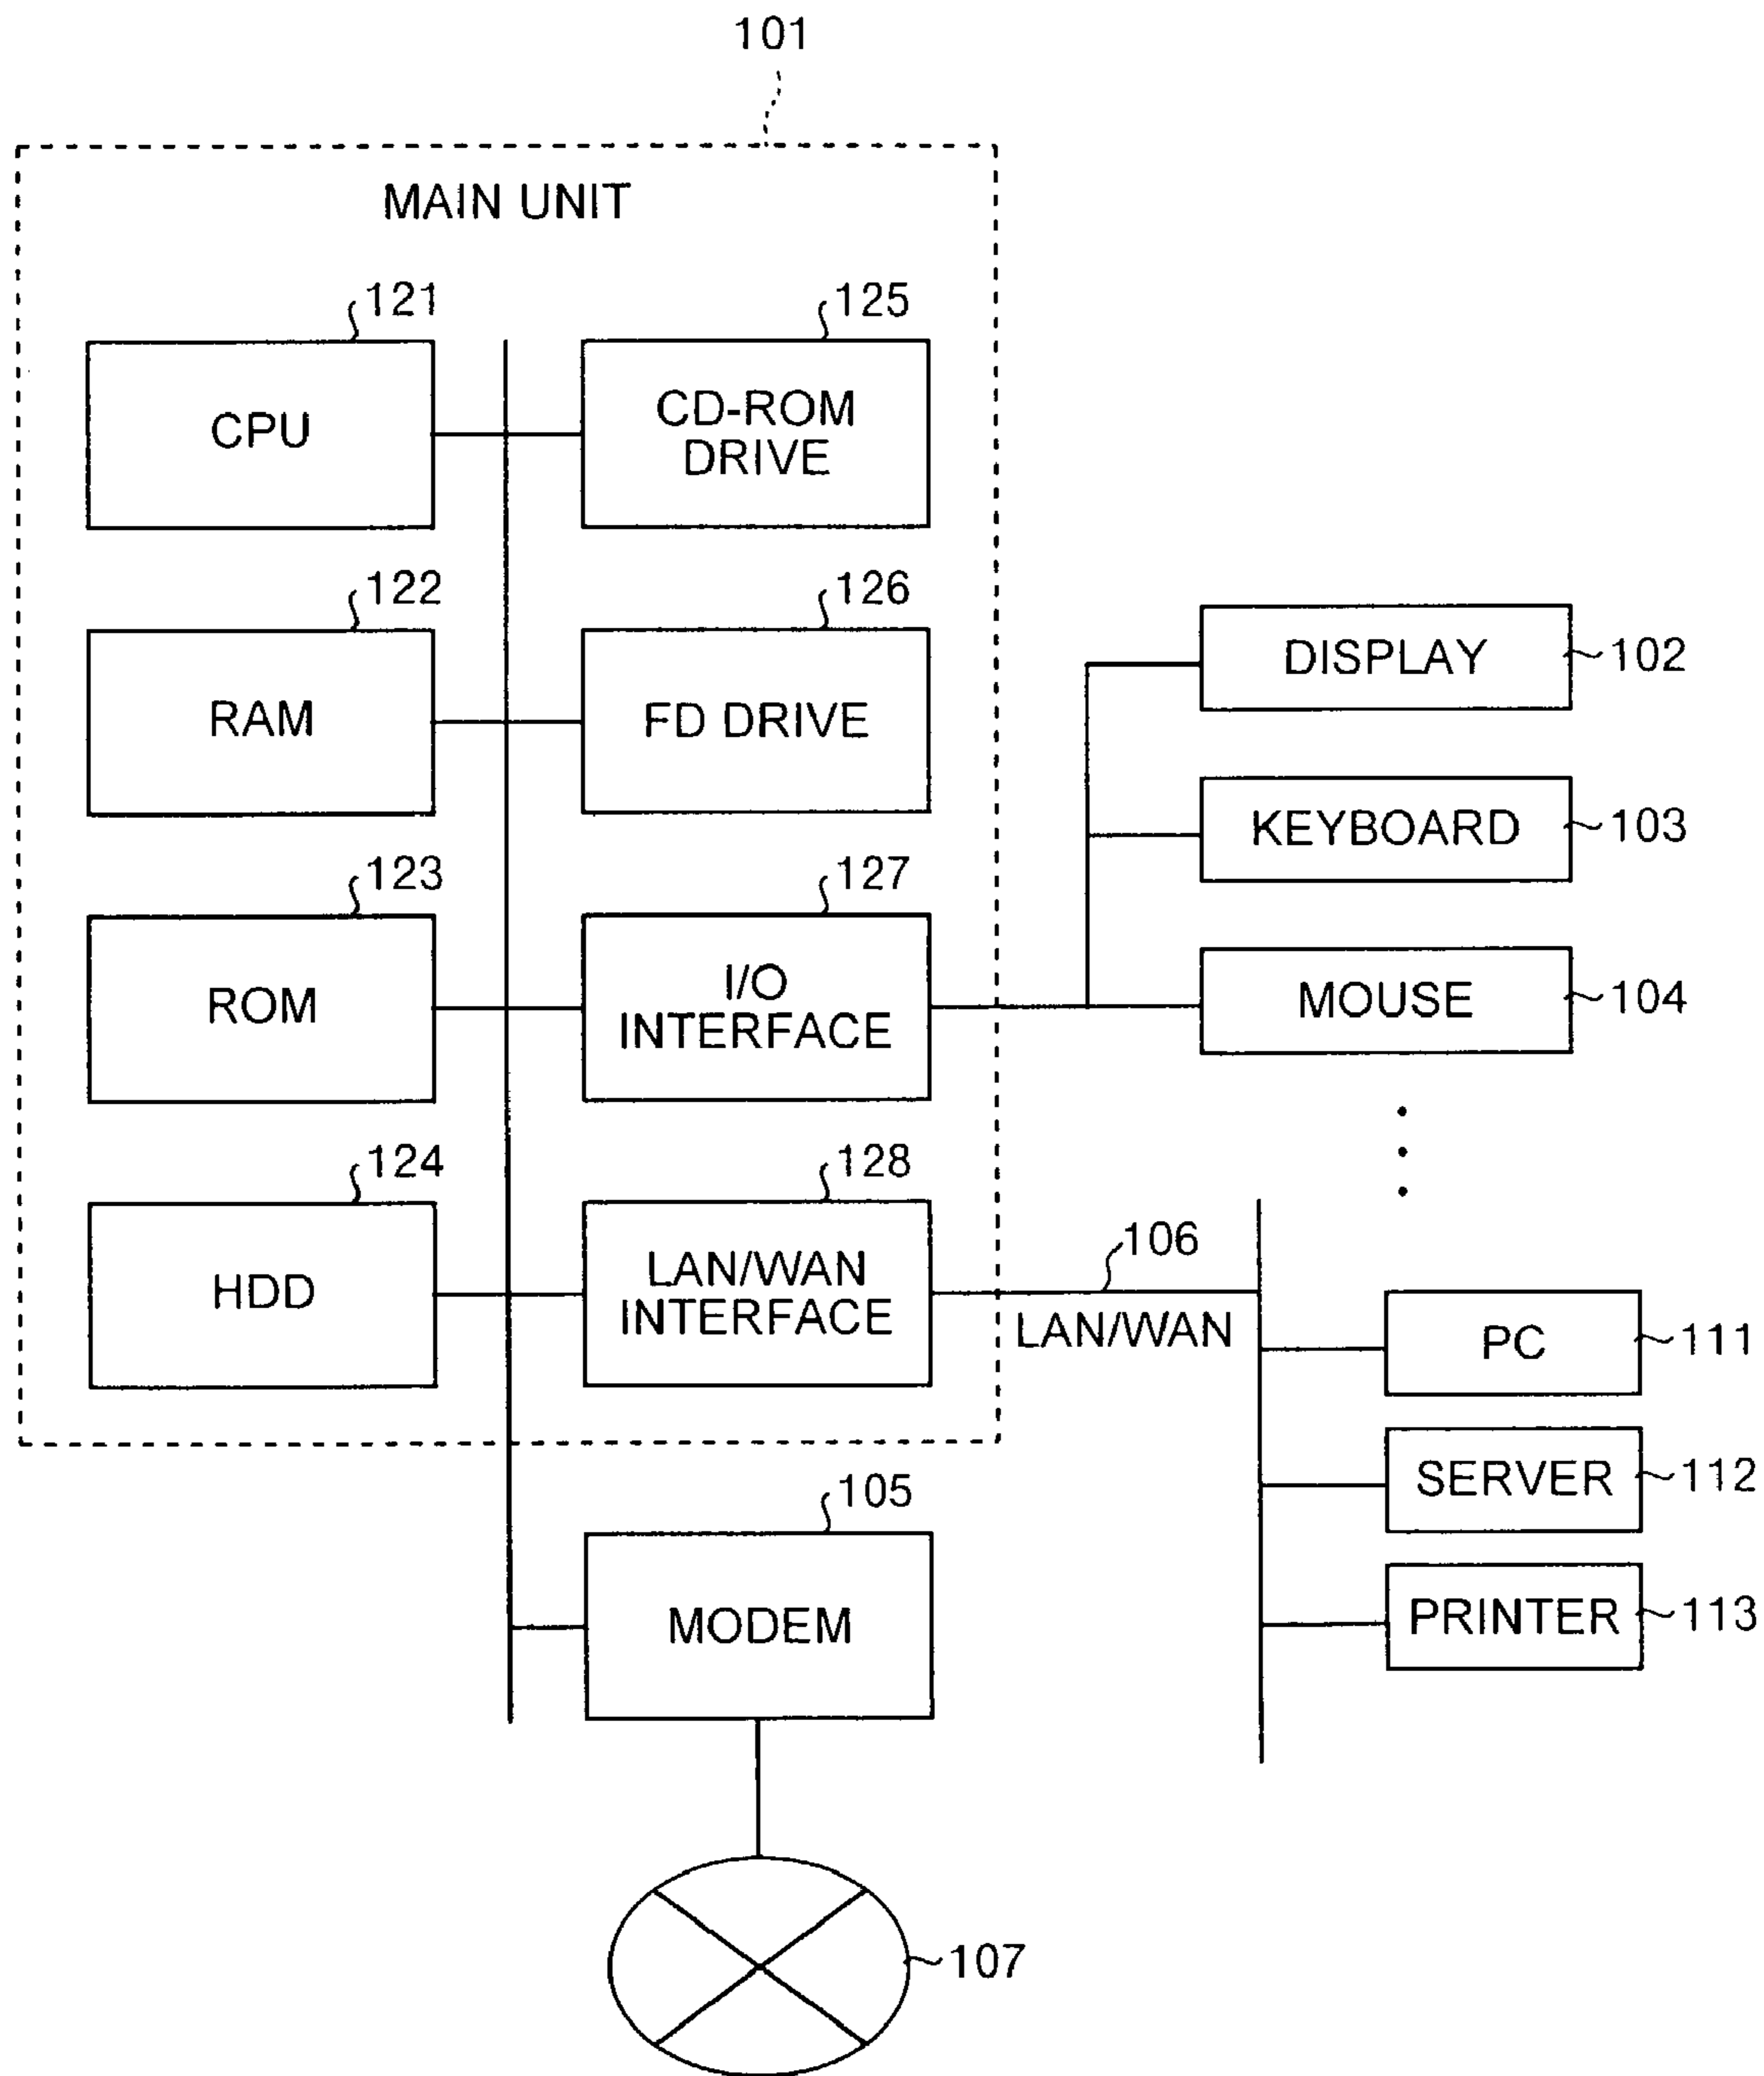 101
MAIN UNIT
121
CPU
125
CD-ROM
DRIVE
122
RAM
126
FD DRIVE
123
ROM
127
I/O
INTERFACE
124
HDD
128
LAN/WAN
INTERFACE
DISPLAY
102
KEYBOARD
103
MOUSE
104
106
LAN/WAN
PC
111
SERVER
112
PRINTER
113
105
MODEM
107